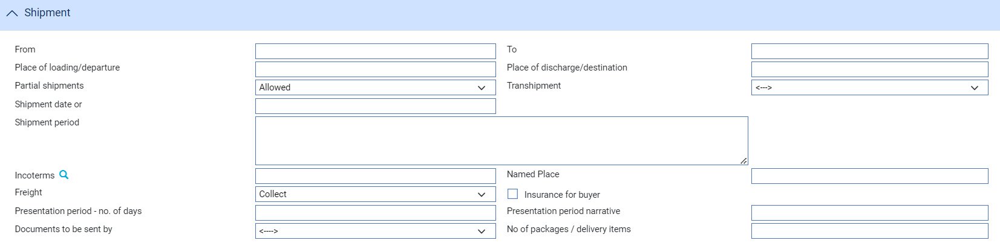 Shipment
From To
Place of loading/departure Place of discharge/destination
Partial shipments Allowed Transhipment <--->
Shipment date or
Shipment period
Incoterms Named Place
Freight Collect Insurance for buyer
Presentation period - no. of days Presentation period narrative
Documents to be sent by <----> No of packages / delivery items